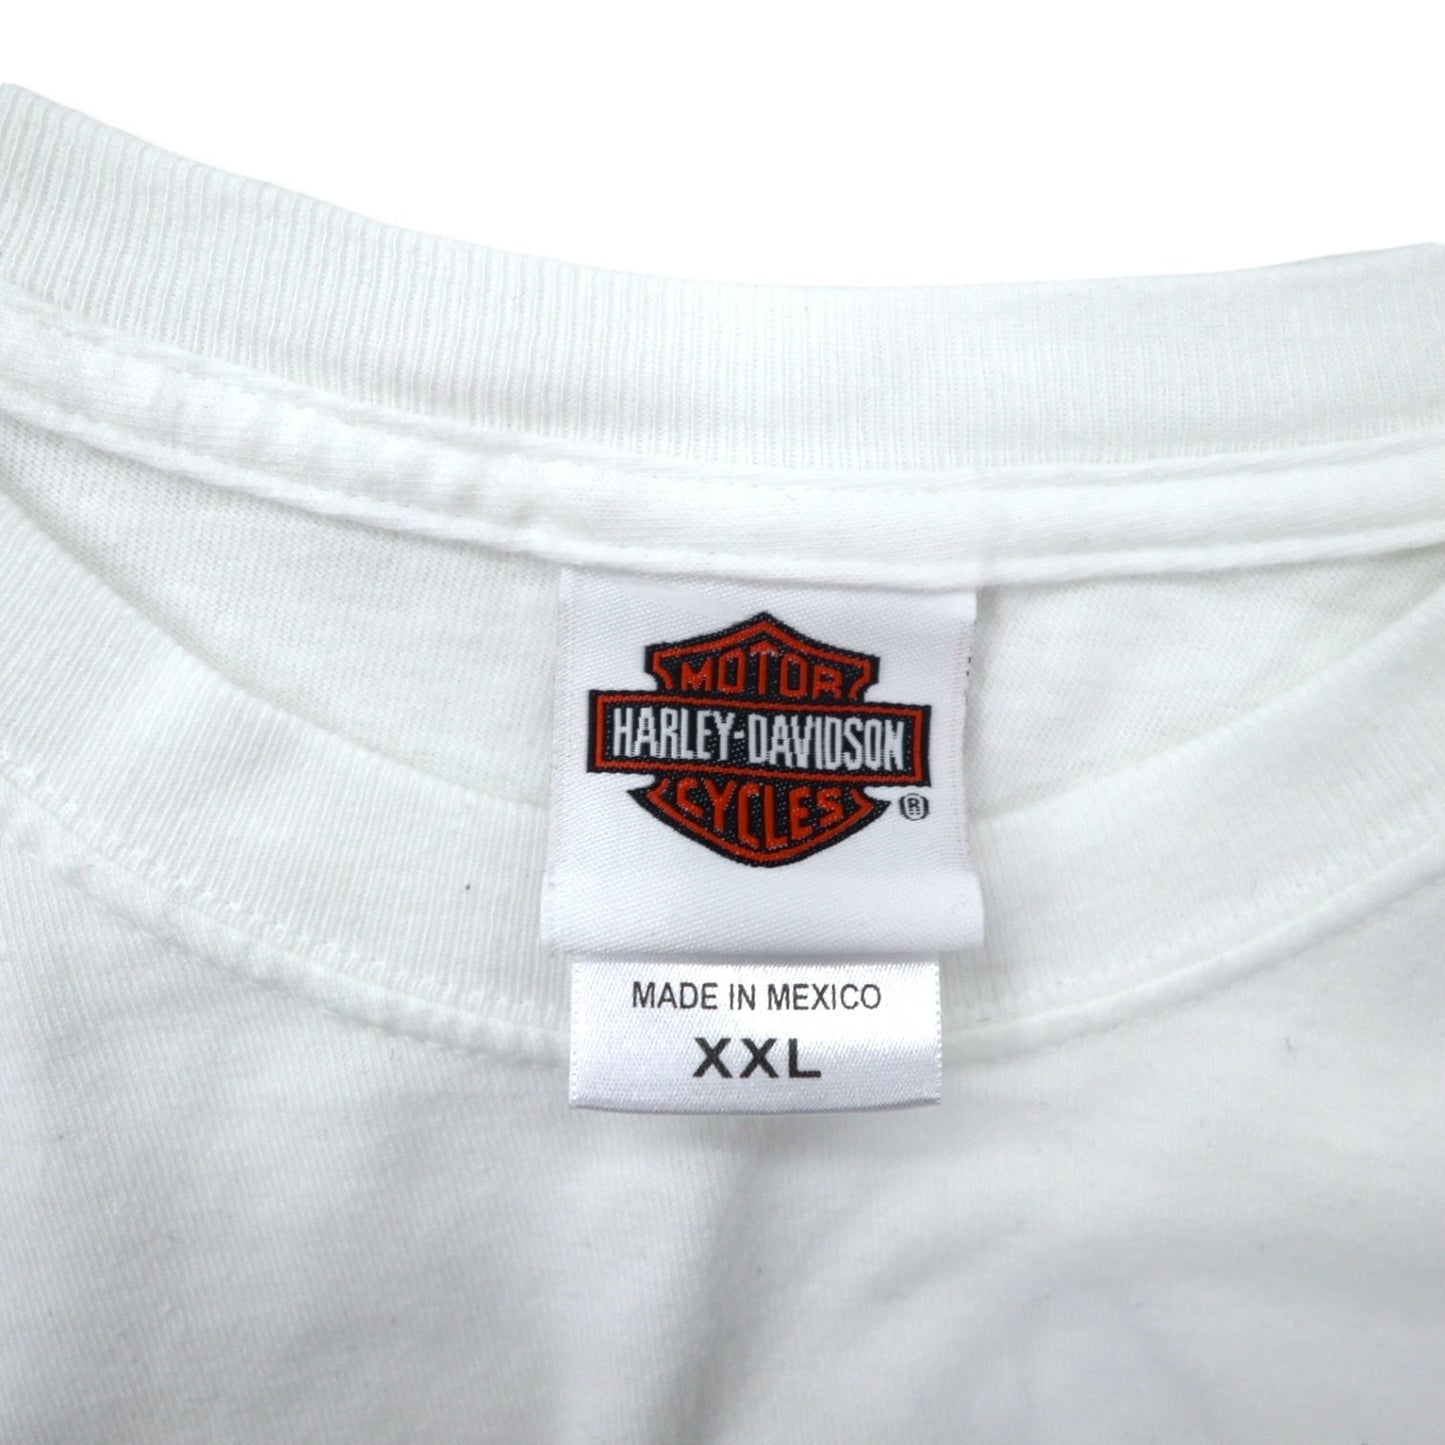 MOTOR
HARLEY-DAVIDSON
CYCLES
®
MADE IN MEXICO
XXL